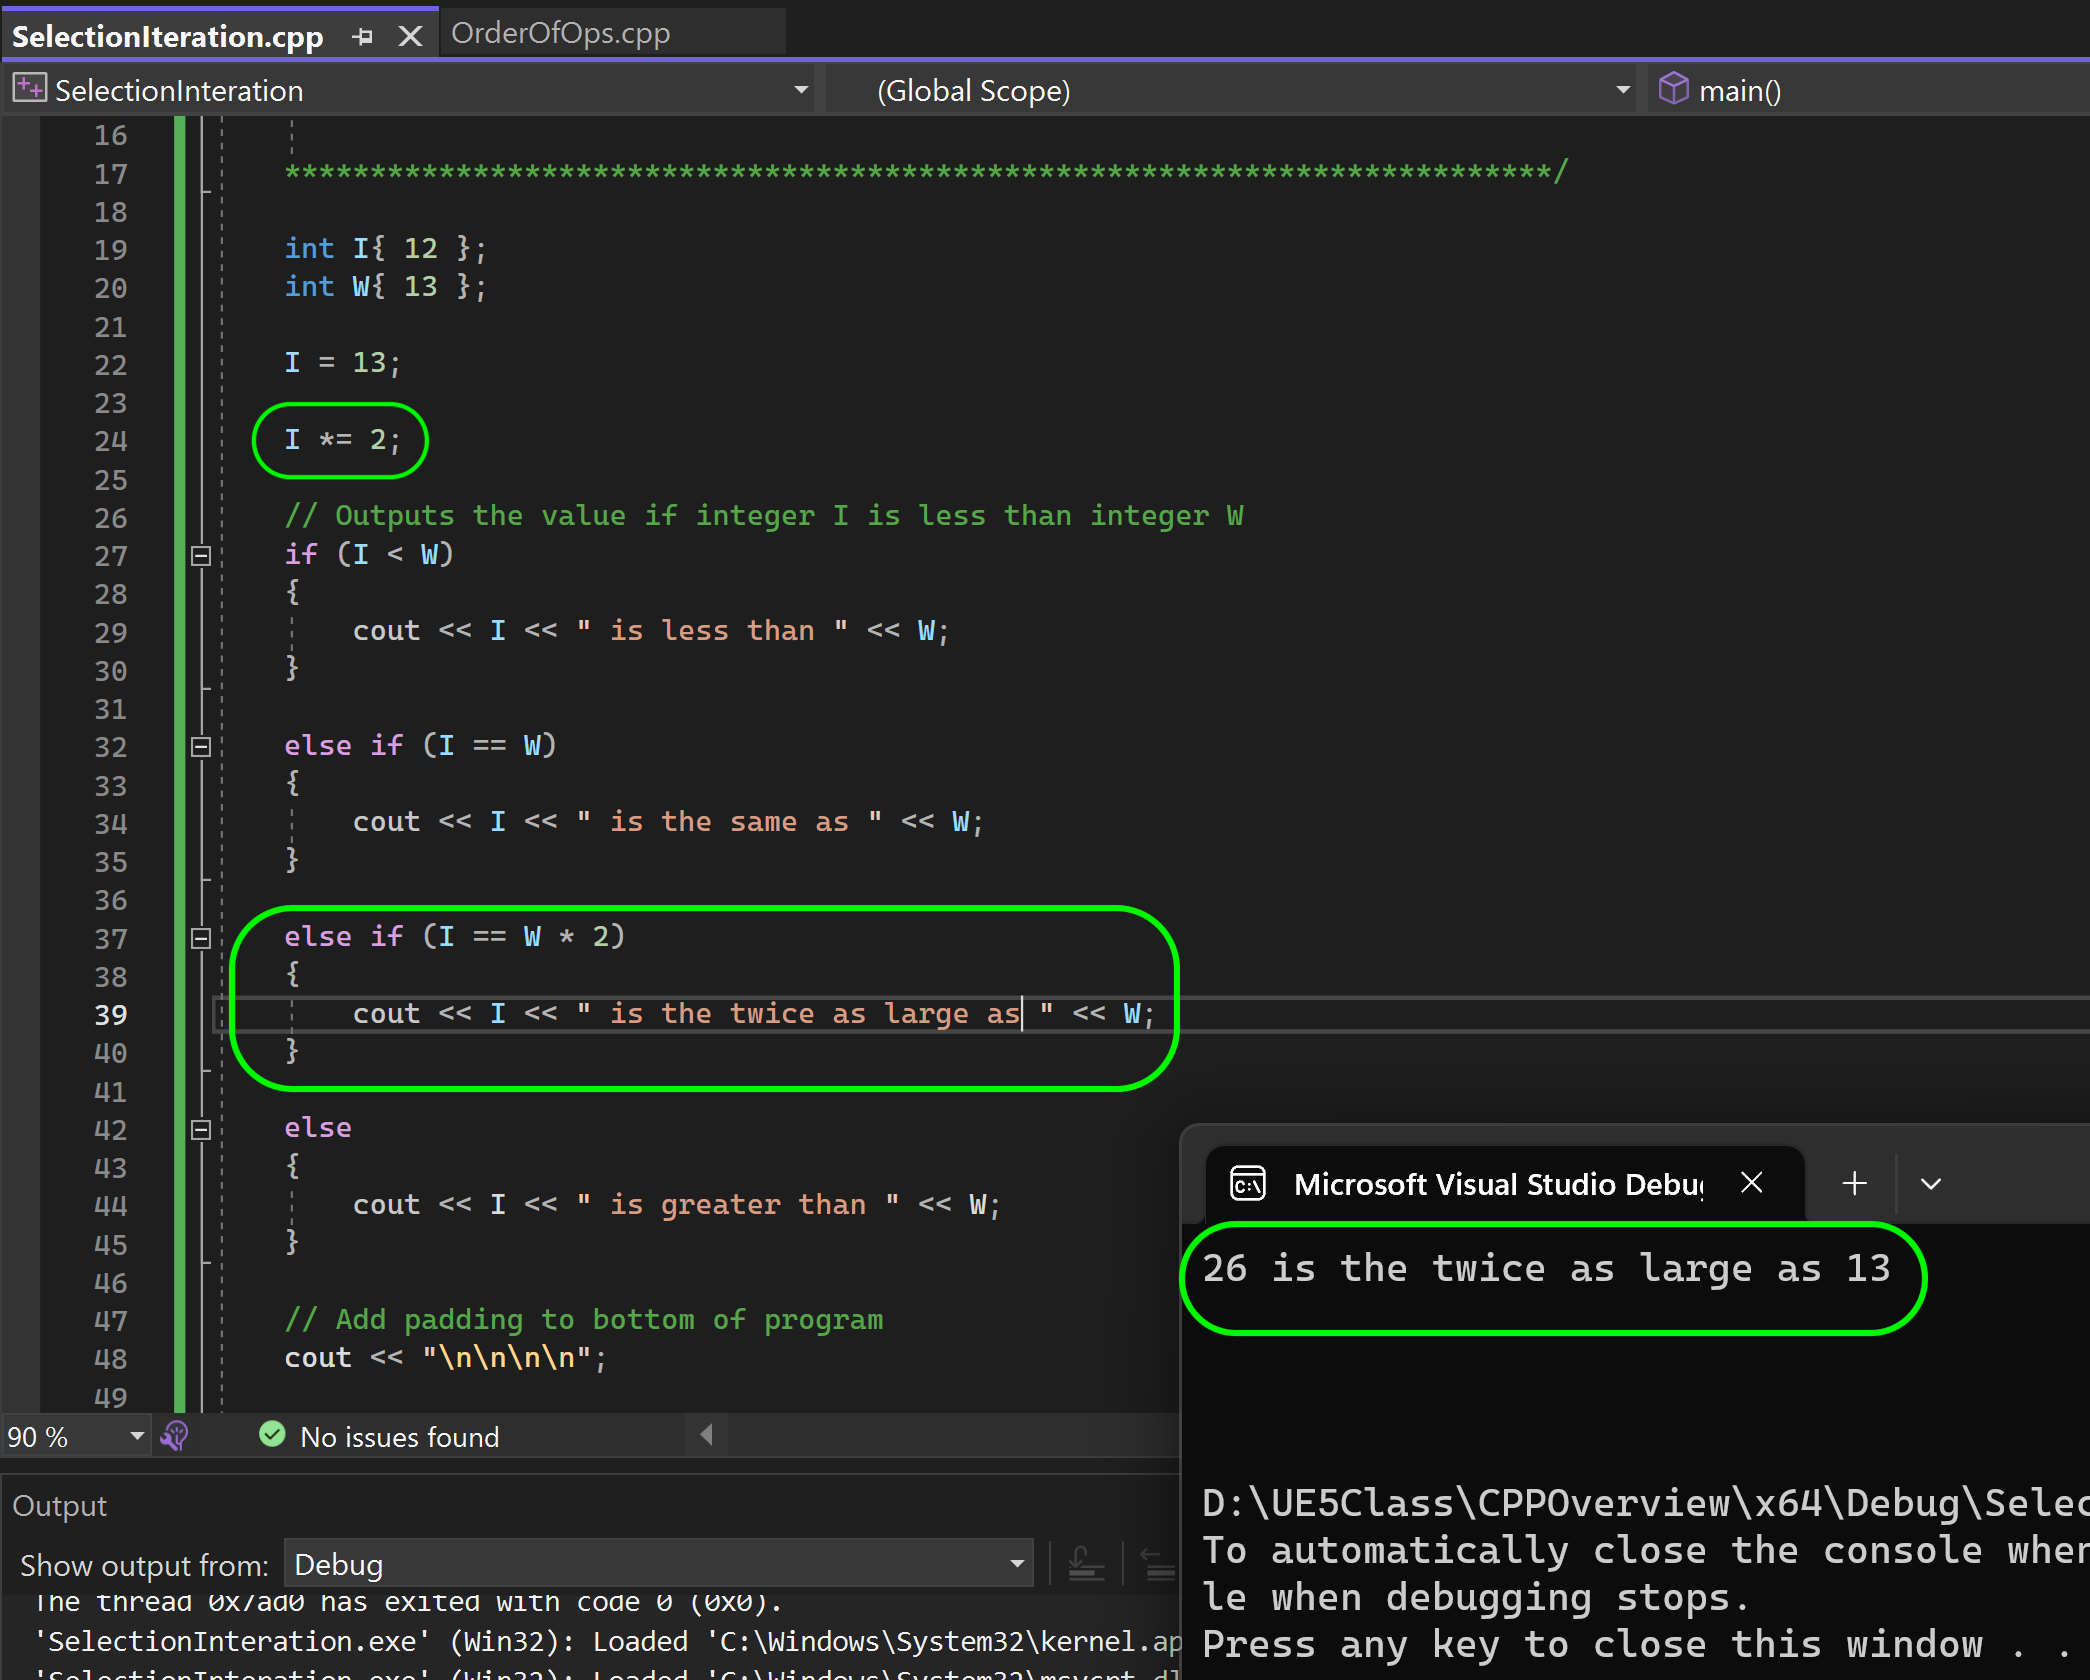 SelectionIteration.cpp OrderOfOps.cpp
SelectionInteration (Global Scope) main()
16
17 **************************************************************************/
18
19 int I{ 12 };
20 int W{ 13 };
21
22 I = 13;
23
24 I *= 2;
25
26 // Outputs the value if integer I is less than integer W
27 if (I < W)
28 {
29 cout << I << " is less than " << W;
30 }
31
32 else if (I == W)
33 {
34 cout << I << " is the same as " << W;
35 }
36
37 else if (I == W * 2)
38 {
39 cout << I << " is the twice as large as " << W;
40 }
41
42 else
43 {
44 cout << I << " is greater than " << W;
45 }
46
47 // Add padding to bottom of program
48 cout << "\n\n\n\n";
49
90 % No issues found
Output
Show output from: Debug
The thread 0x7ad0 has exited with code 0 (0x0).
'SelectionInteration.exe' (Win32): Loaded 'C:\Windows\System32\kernel.ap
'SelectionInteration.exe' (Win32): Loaded 'C:\Windows\System32\msvcrt.dl
C:\ Microsoft Visual Studio Debug
26 is the twice as large as 13
D:\UE5Class\CPPOverview\x64\Debug\Selec
To automatically close the console when
le when debugging stops.
Press any key to close this window . .